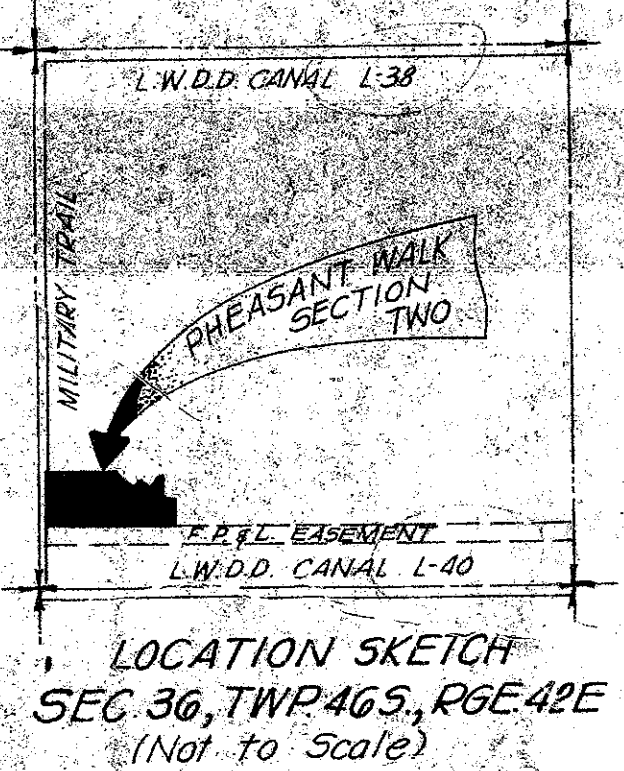 L.W.D.D. CANAL L-38
MILITARY TRAIL
PHEASANT WALK
SECTION
TWO
F.P.&L. EASEMENT
L.W.D.D. CANAL L-40
LOCATION SKETCH
SEC. 36, TWP. 46S., RGE. 42E
(Not to Scale)